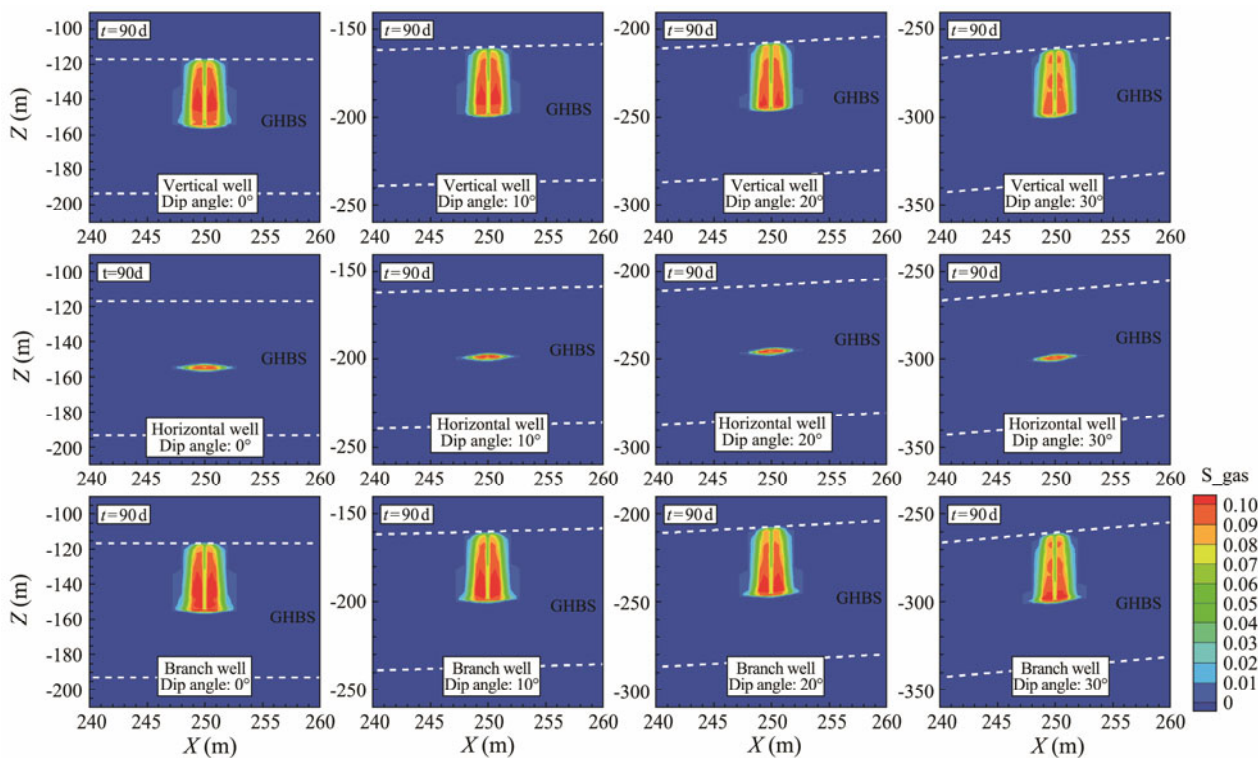 -100
-120
-140
-160
-180
-200
Z (m)
t=90d
GHBS
Vertical well
Dip angle: 0°
240 245 250 255 260
-150
-200
-250
t=90d
GHBS
Vertical well
Dip angle: 10°
240 245 250 255 260
-200
-250
-300
t=90d
GHBS
Vertical well
Dip angle: 20°
240 245 250 255 260
-250
-300
-350
t=90d
GHBS
Vertical well
Dip angle: 30°
240 245 250 255 260
-100
-120
-140
-160
-180
-200
Z (m)
t=90d
GHBS
Horizontal well
Dip angle: 0°
240 245 250 255 260
-150
-200
-250
t=90d
GHBS
Horizontal well
Dip angle: 10°
240 245 250 255 260
-200
-250
-300
t=90d
GHBS
Horizontal well
Dip angle: 20°
240 245 250 255 260
-250
-300
-350
t=90d
GHBS
Horizontal well
Dip angle: 30°
240 245 250 255 260
-100
-120
-140
-160
-180
-200
Z (m)
t=90d
GHBS
Branch well
Dip angle: 0°
240 245 250 255 260
X (m)
-150
-200
-250
t=90d
GHBS
Branch well
Dip angle: 10°
240 245 250 255 260
X (m)
-200
-250
-300
t=90d
GHBS
Branch well
Dip angle: 20°
240 245 250 255 260
X (m)
-250
-300
-350
t=90d
GHBS
Branch well
Dip angle: 30°
240 245 250 255 260
X (m)
S_gas
0.10
0.09
0.08
0.07
0.06
0.05
0.04
0.03
0.02
0.01
0